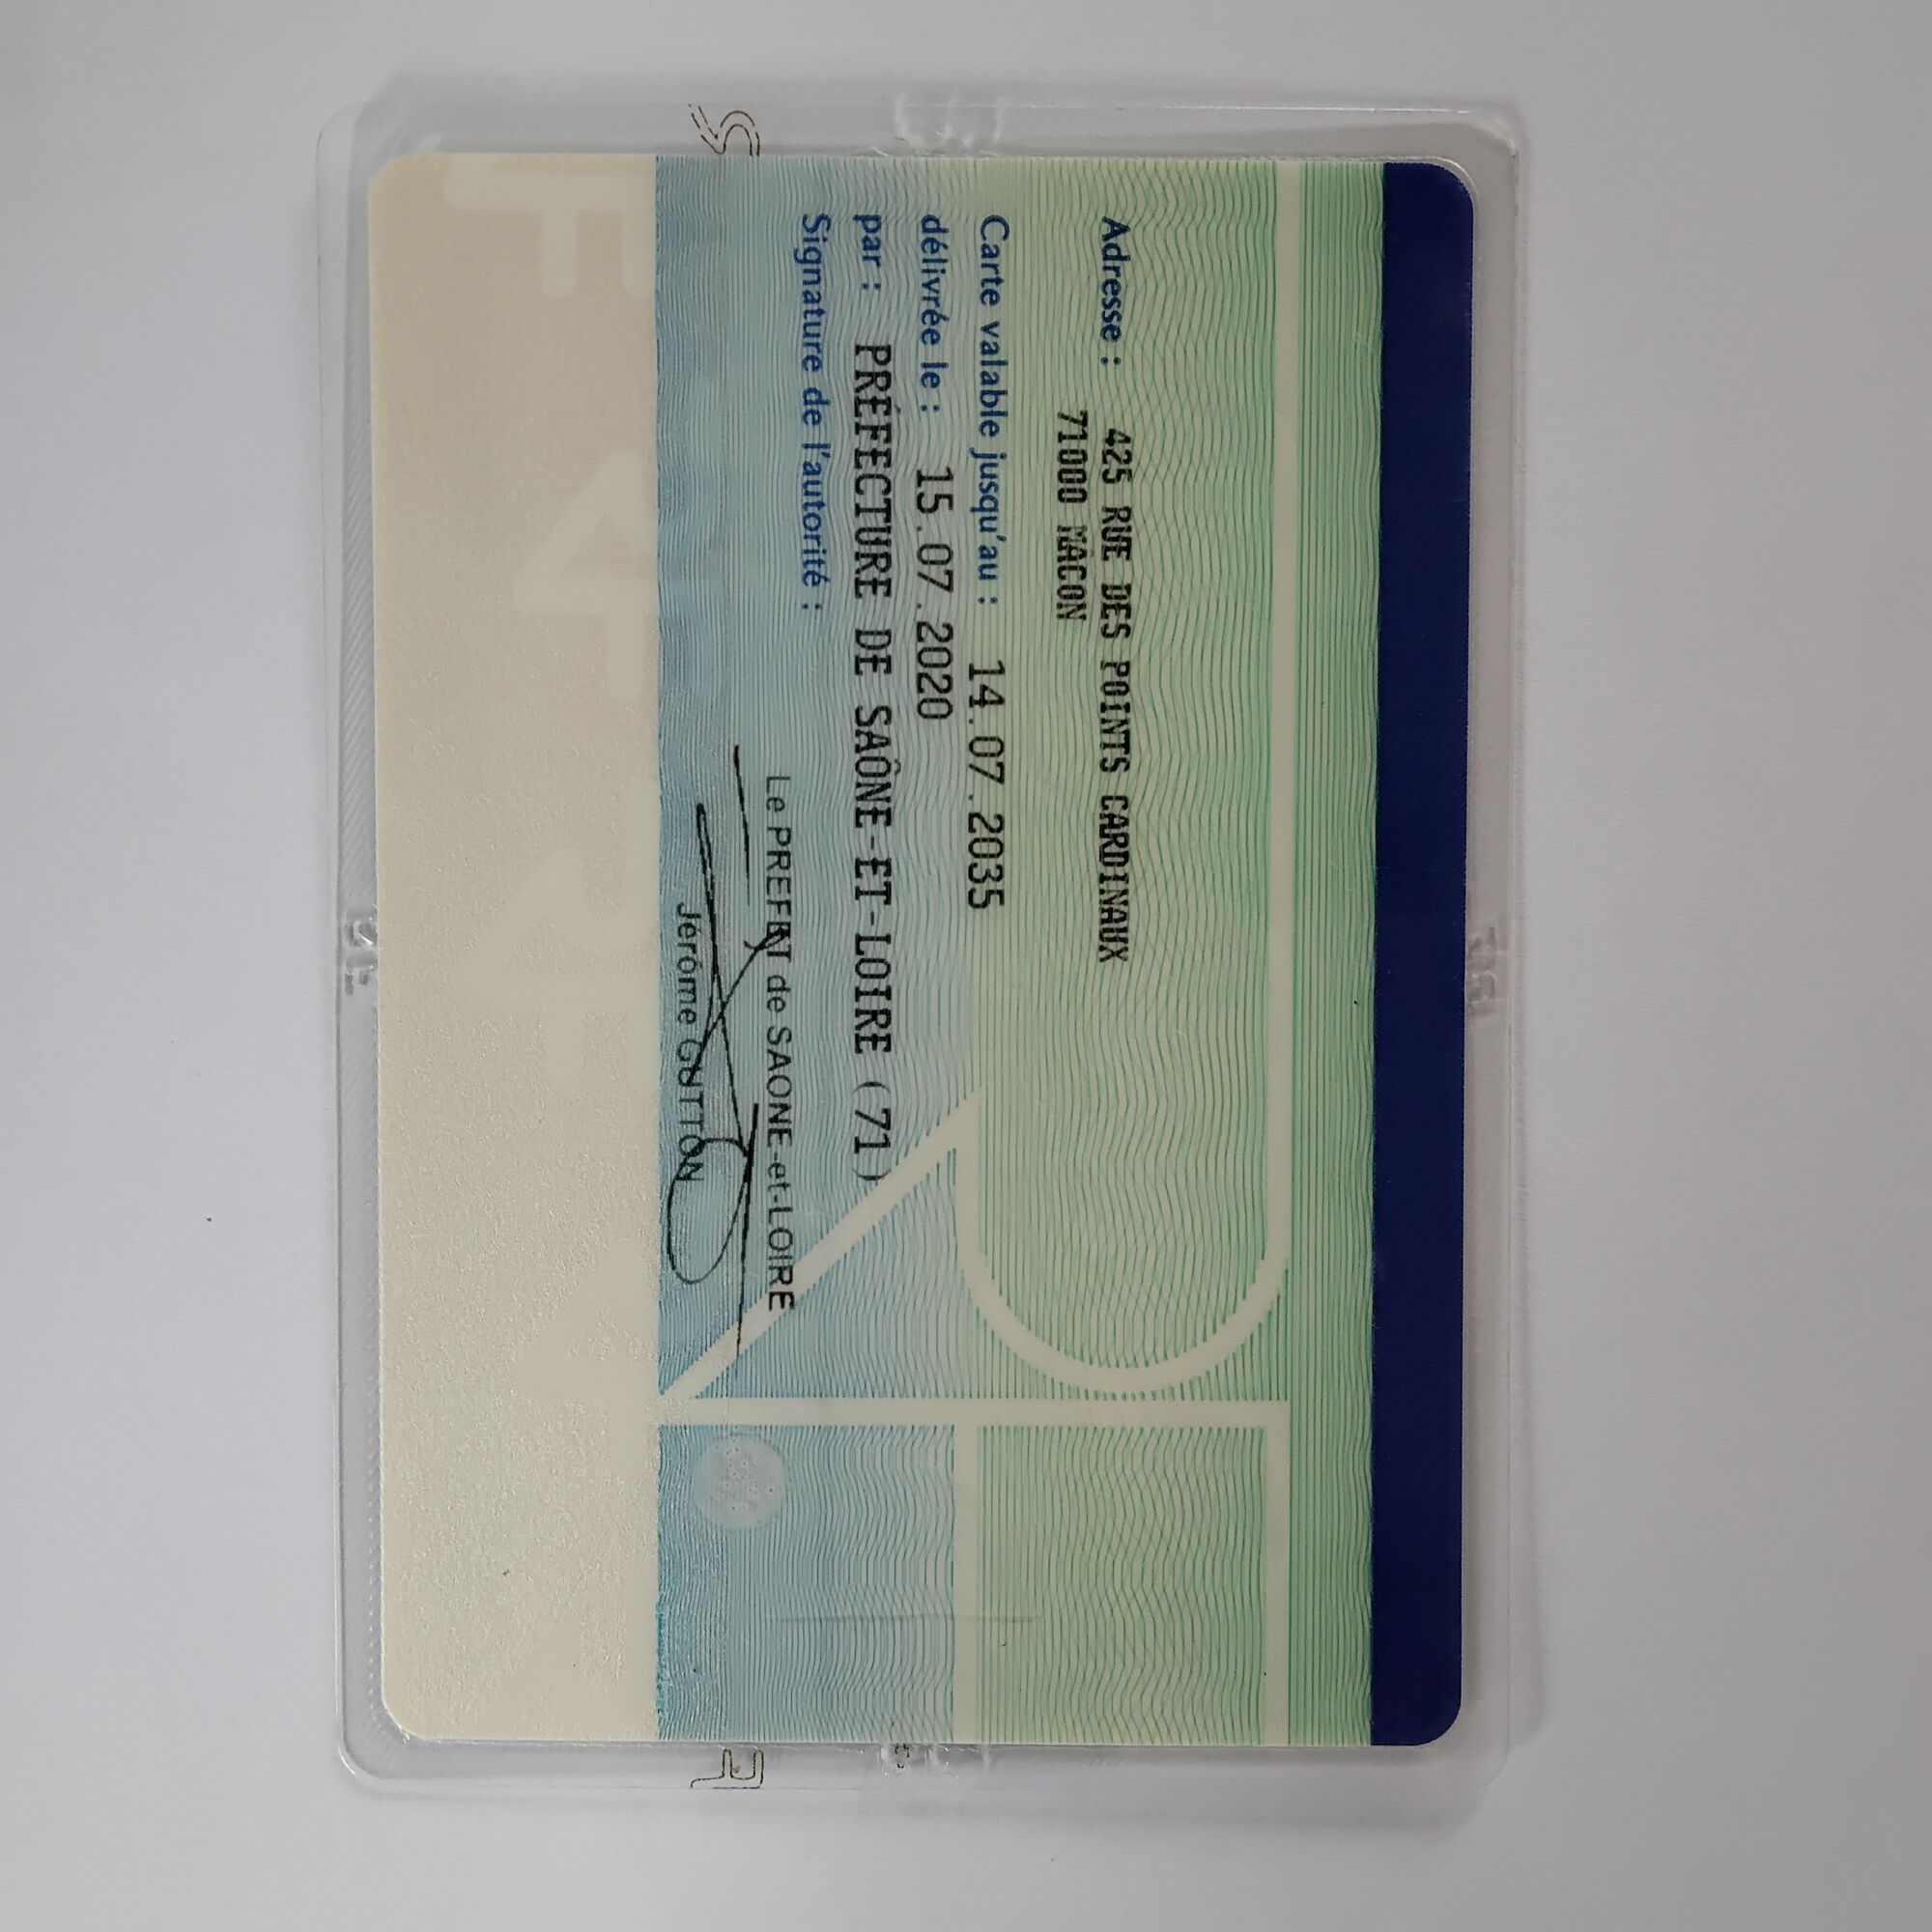 Adresse : 425 RUE DES POINTS CARDINAUX
71000 MÂCON
Carte valable jusqu'au : 14.07.2035
délivrée le : 15.07.2020
par : PRÉFECTURE DE SAÔNE-ET-LOIRE (71)
Signature de l'autorité :
Le PREFET de SAONE-et-LOIRE
Jérôme GUTTON